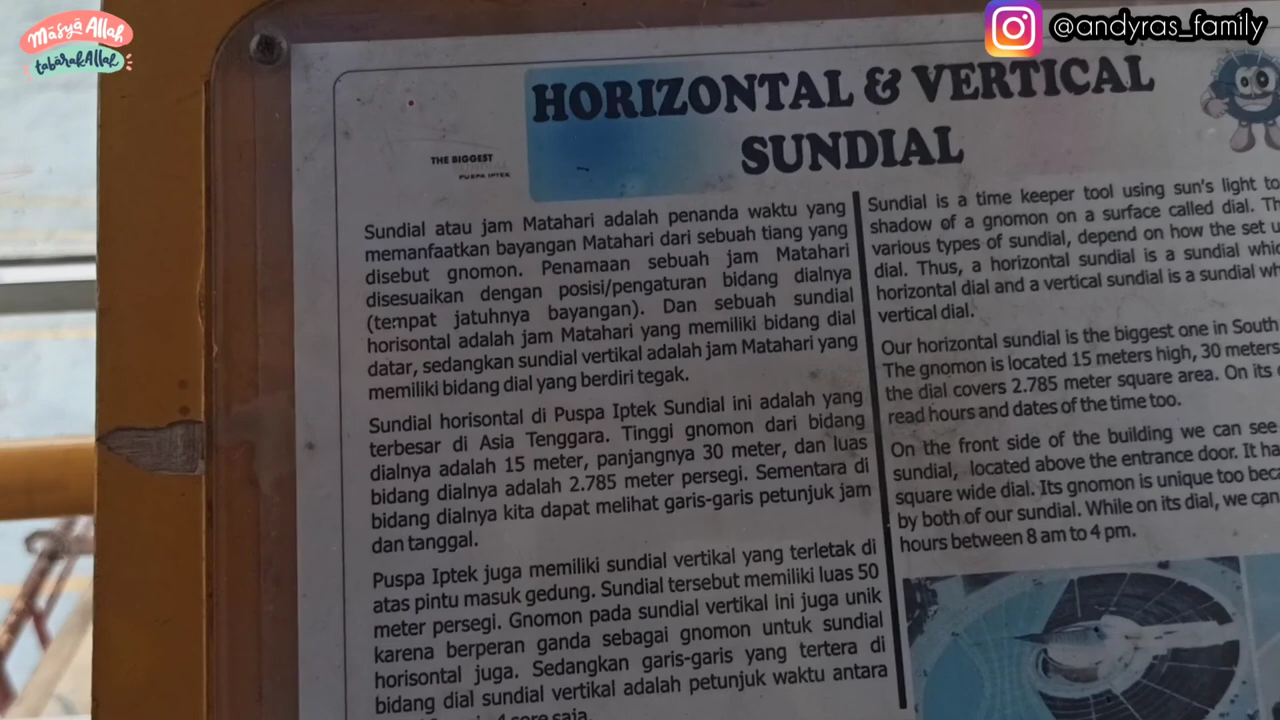 Māsyā Allah
tabārakAllah
@andyras_family
HORIZONTAL & VERTICAL
SUNDIAL
THE BIGGEST
PUSPA IPTEK
Sundial atau jam Matahari adalah penanda waktu yang
memanfaatkan bayangan Matahari dari sebuah tiang yang
disebut gnomon. Penamaan sebuah jam Matahari
disesuaikan dengan posisi/pengaturan bidang dialnya
(tempat jatuhnya bayangan). Dan sebuah sundial
horisontal adalah jam Matahari yang memiliki bidang dial
datar, sedangkan sundial vertikal adalah jam Matahari yang
memiliki bidang dial yang berdiri tegak.
Sundial horisontal di Puspa Iptek Sundial ini adalah yang
terbesar di Asia Tenggara. Tinggi gnomon dari bidang
dialnya adalah 15 meter, panjangnya 30 meter, dan luas
bidang dialnya adalah 2.785 meter persegi. Sementara di
bidang dialnya kita dapat melihat garis-garis petunjuk jam
dan tanggal.
Puspa Iptek juga memiliki sundial vertikal yang terletak di
atas pintu masuk gedung. Sundial tersebut memiliki luas 50
meter persegi. Gnomon pada sundial vertikal ini juga unik
karena berperan ganda sebagai gnomon untuk sundial
horisontal juga. Sedangkan garis-garis yang tertera di
bidang dial sundial vertikal adalah petunjuk waktu antara
4 sore saja.
Sundial is a time keeper tool using sun's light to
shadow of a gnomon on a surface called dial.
various types of sundial, depend on how the set
dial. Thus, a horizontal sundial is a sundial
horizontal dial and a vertical sundial is a sundial
vertical dial.
Our horizontal sundial is the biggest one in South
The gnomon is located 15 meters high, 30 meters
the dial covers 2.785 meter square area. On its
read hours and dates of the time too.
On the front side of the building we can see
sundial, located above the entrance door. It
square wide dial. Its gnomon is unique too
by both of our sundial. While on its dial, we can
hours between 8 am to 4 pm.